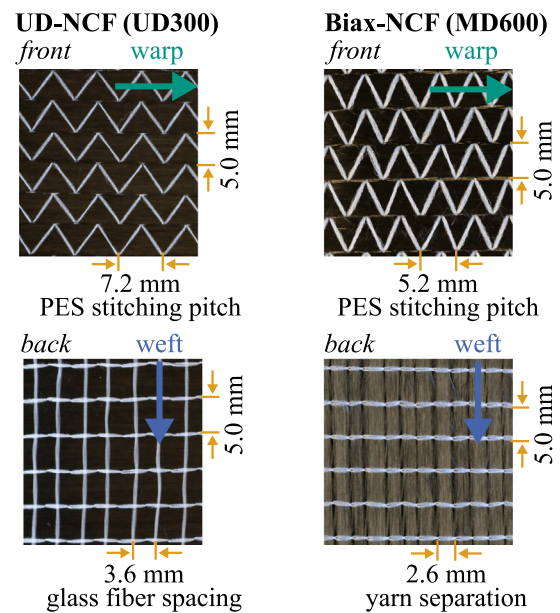 UD-NCF (UD300)
front warp
5.0 mm
7.2 mm
PES stitching pitch
back weft
5.0 mm
3.6 mm
glass fiber spacing
Biax-NCF (MD600)
front warp
5.0 mm
5.2 mm
PES stitching pitch
back weft
5.0 mm
2.6 mm
yarn separation